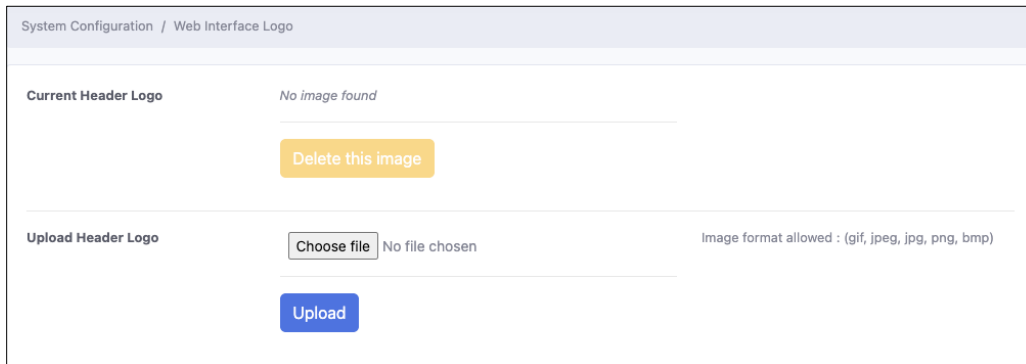 System Configuration / Web Interface Logo
Current Header Logo
No image found
Delete this image
Upload Header Logo
Choose file No file chosen
Image format allowed : (gif, jpeg, jpg, png, bmp)
Upload